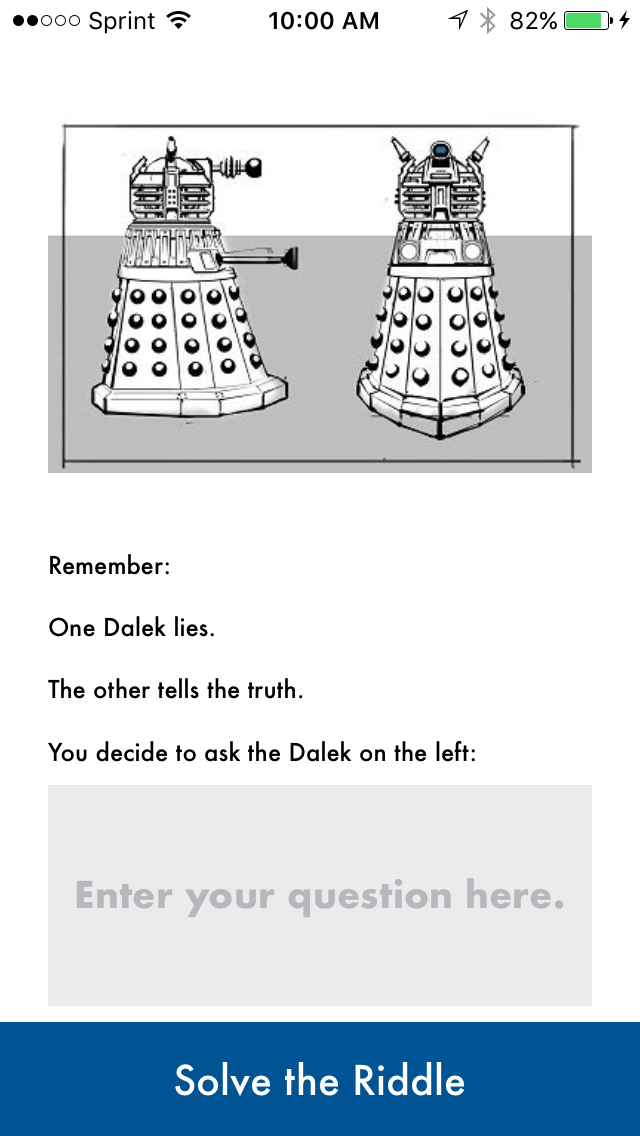 Sprint 10:00 AM 82%
Remember:
One Dalek lies.
The other tells the truth.
You decide to ask the Dalek on the left:
Enter your question here.
Solve the Riddle